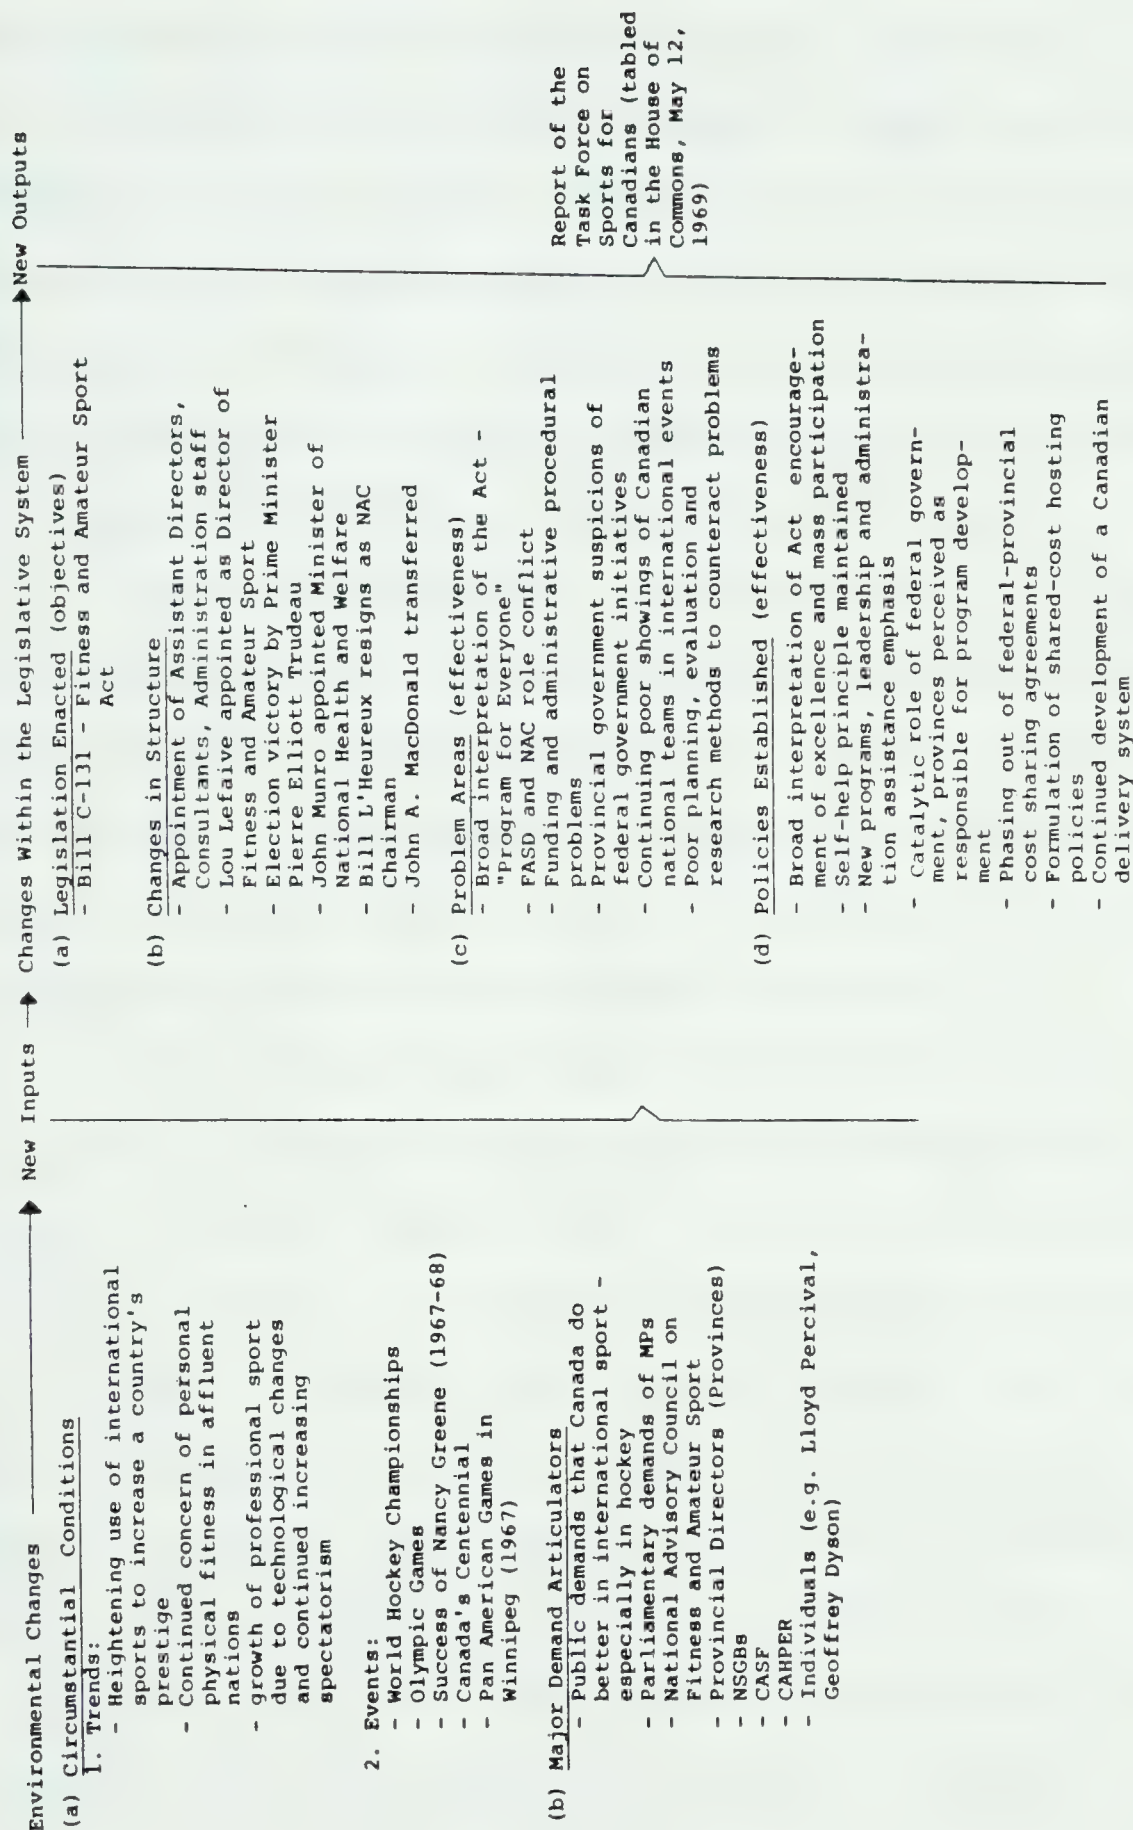 Environmental Changes → New Inputs → Changes Within the Legislative System → New Outputs
(a) Circumstantial Conditions
1. Trends:
- Heightening use of international
sports to increase a country's
prestige
- Continued concern of personal
physical fitness in affluent
nations
- growth of professional sport
due to technological changes
and continued increasing
spectatorism
2. Events:
- World Hockey Championships
- Olympic Games
- Success of Nancy Greene (1967-68)
- Canada's Centennial
- Pan American Games in
Winnipeg (1967)
(b) Major Demand Articulators
- Public demands that Canada do
better in international sport -
especially in hockey
- Parliamentary demands of MPs
- National Advisory Council on
Fitness and Amateur Sport
- Provincial Directors (Provinces)
- NSGBs
- CASF
- CAHPER
- Individuals (e.g. Lloyd Percival,
Geoffrey Dyson)
(a) Legislation Enacted (objectives)
- Bill C-131 - Fitness and Amateur Sport
Act
(b) Changes in Structure
- Appointment of Assistant Directors,
Consultants, Administration staff
- Lou Lefaive appointed as Director of
Fitness and Amateur Sport
- Election victory by Prime Minister
Pierre Elliott Trudeau
- John Munro appointed Minister of
National Health and Welfare
- Bill L'Heureux resigns as NAC
Chairman
- John A. MacDonald transferred
(c) Problem Areas (effectiveness)
- Broad interpretation of the Act -
"Program for Everyone"
- FASD and NAC role conflict
- Funding and administrative procedural
problems
- Provincial government suspicions of
federal government initiatives
- Continuing poor showings of Canadian
national teams in international events
- Poor planning, evaluation and
research methods to counteract problems
(d) Policies Established (effectiveness)
- Broad interpretation of Act encourage-
ment of excellence and mass participation
- Self-help principle maintained
- New programs, leadership and administra-
tion assistance emphasis
- Catalytic role of federal govern-
ment, provinces perceived as
responsible for program develop-
ment
- Phasing out of federal-provincial
cost sharing agreements
- Formulation of shared-cost hosting
policies
- Continued development of a Canadian
delivery system
Report of the
Task Force on
Sports for
Canadians (tabled
in the House of
Commons, May 12,
1969)